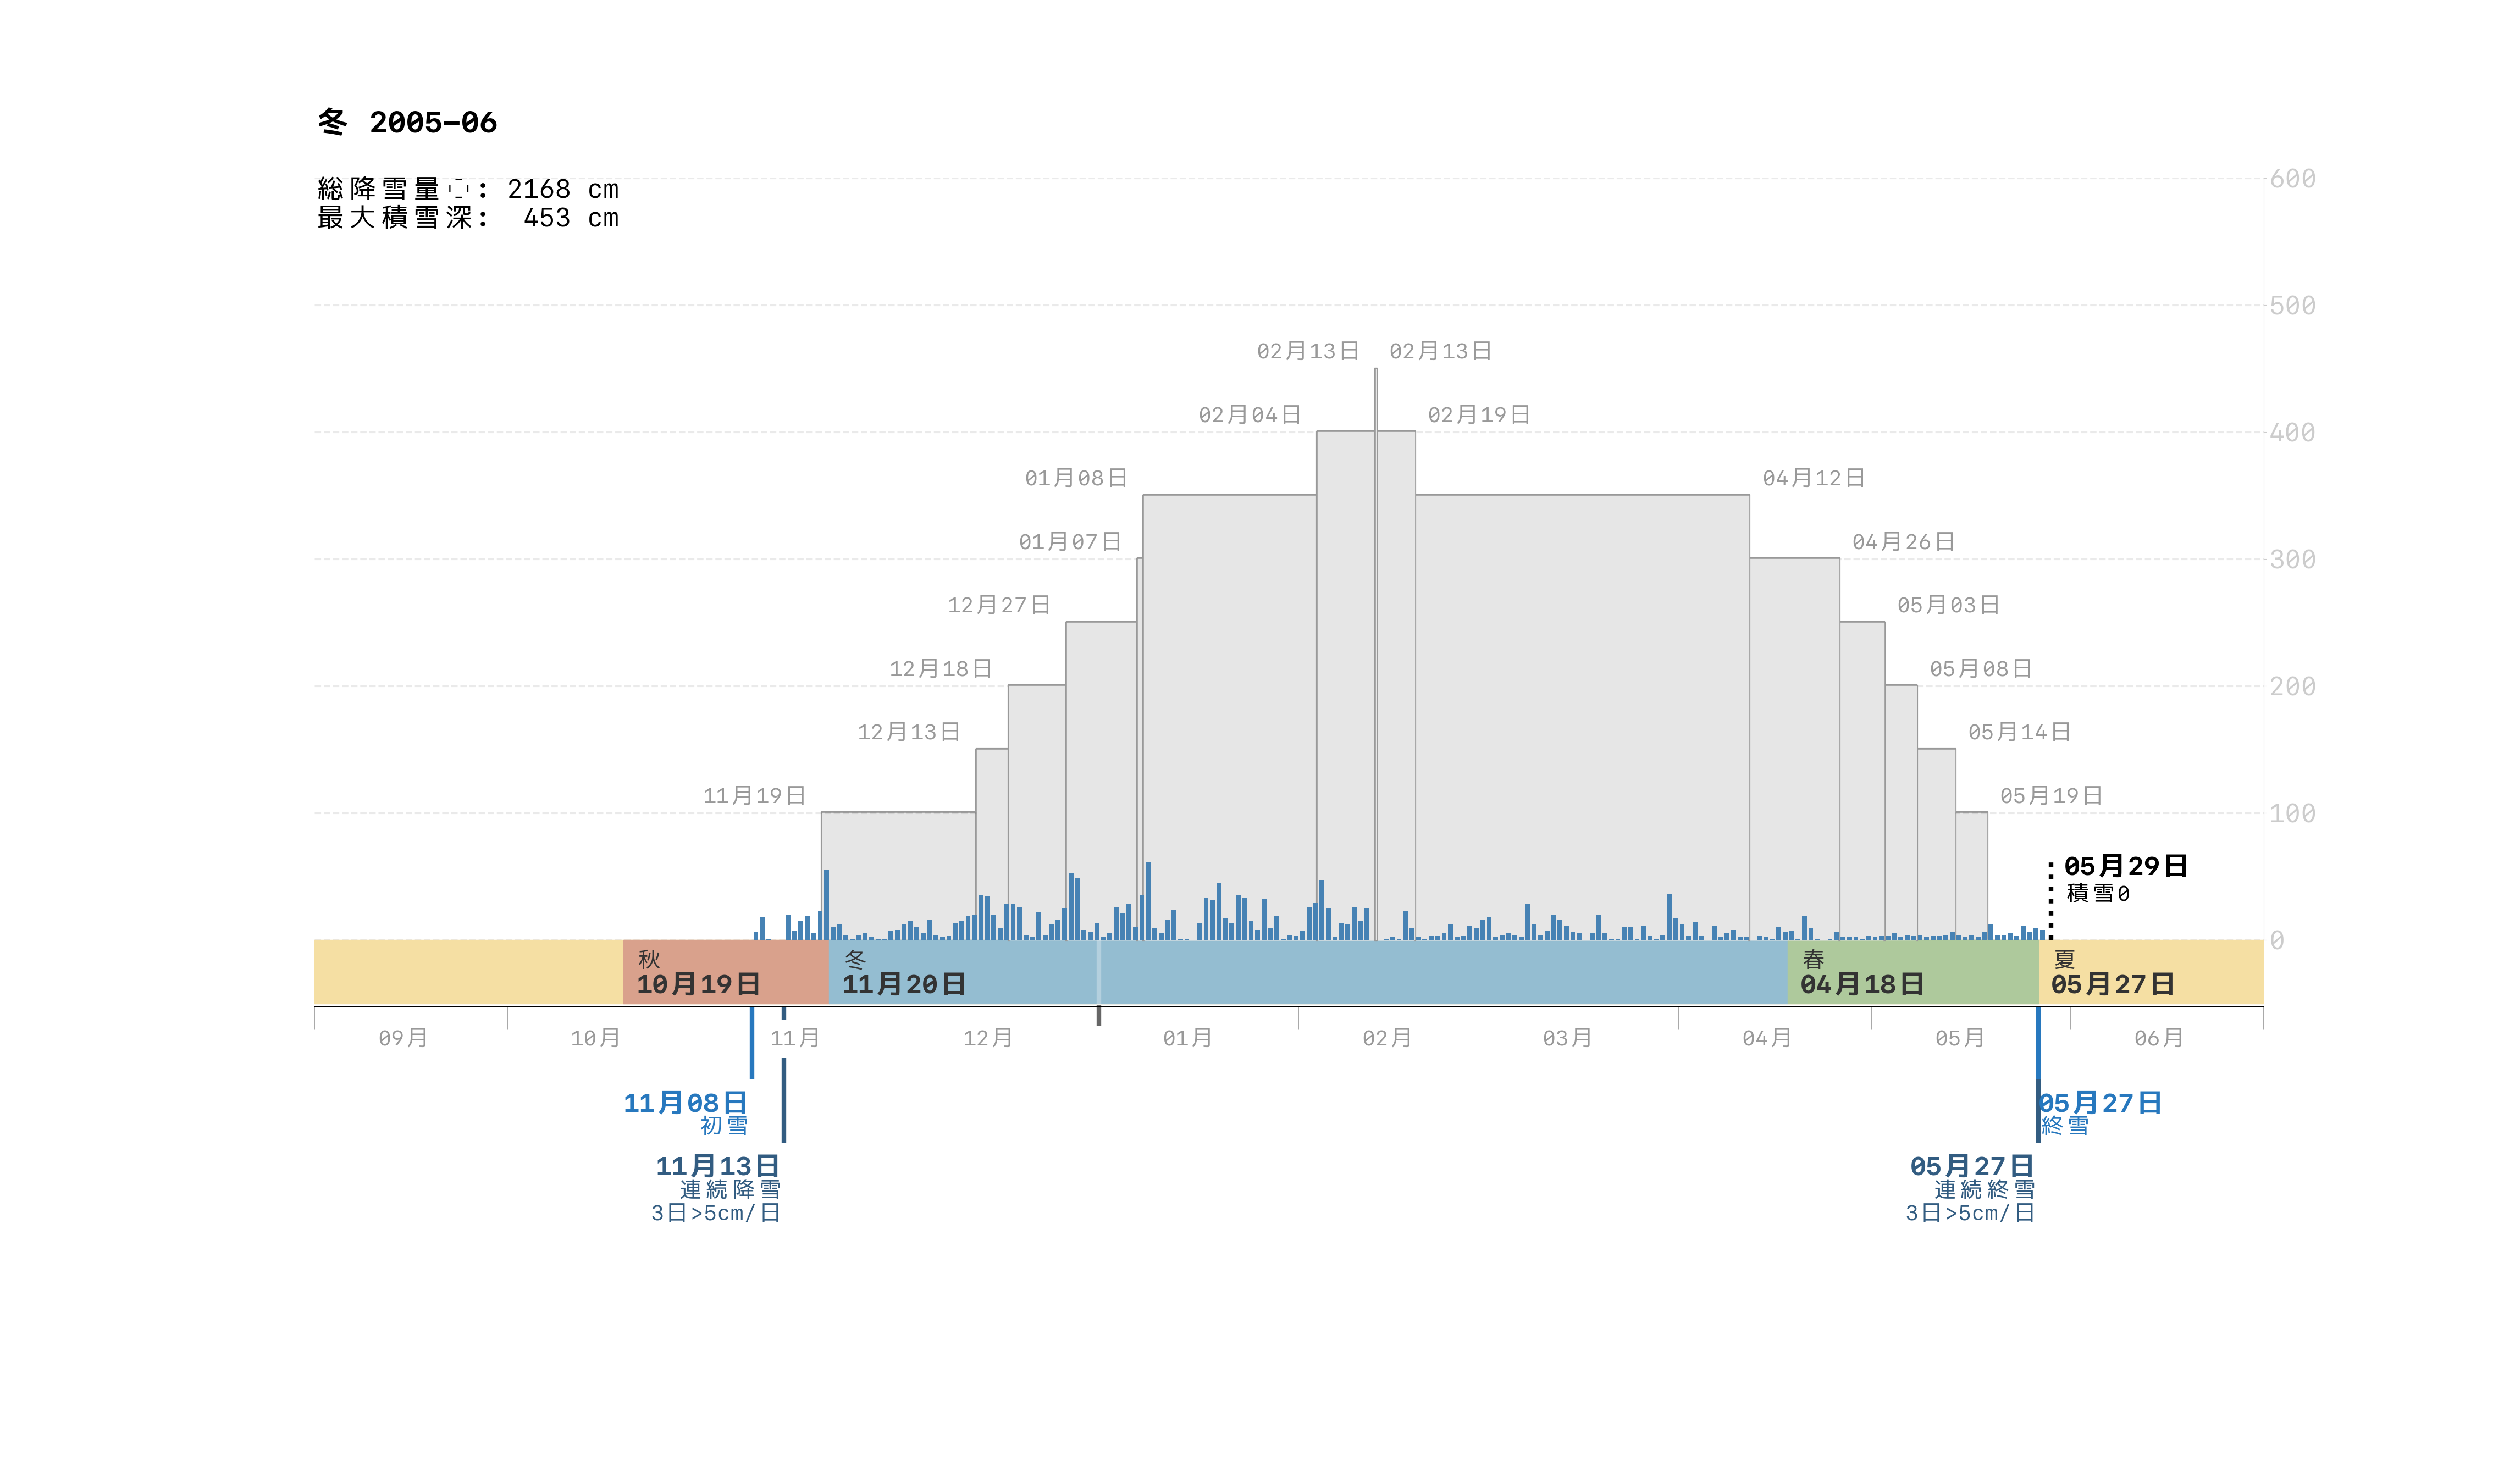 冬 2005–06
総降雪量 : 2168 cm
最大積雪深: 453 cm
600
500
02月13日 02月13日
02月04日 02月19日
400
01月08日 04月12日
01月07日 04月26日
300
12月27日 05月03日
12月18日 05月08日
200
12月13日 05月14日
11月19日 05月19日
100
05月29日
積雪0
0
秋
10月19日
冬
11月20日
春
04月18日
夏
05月27日
09月 10月 11月 12月 01月 02月 03月 04月 05月 06月
11月08日
初雪
05月27日
終雪
11月13日
連続降雪
3日>5cm/日
05月27日
連続終雪
3日>5cm/日